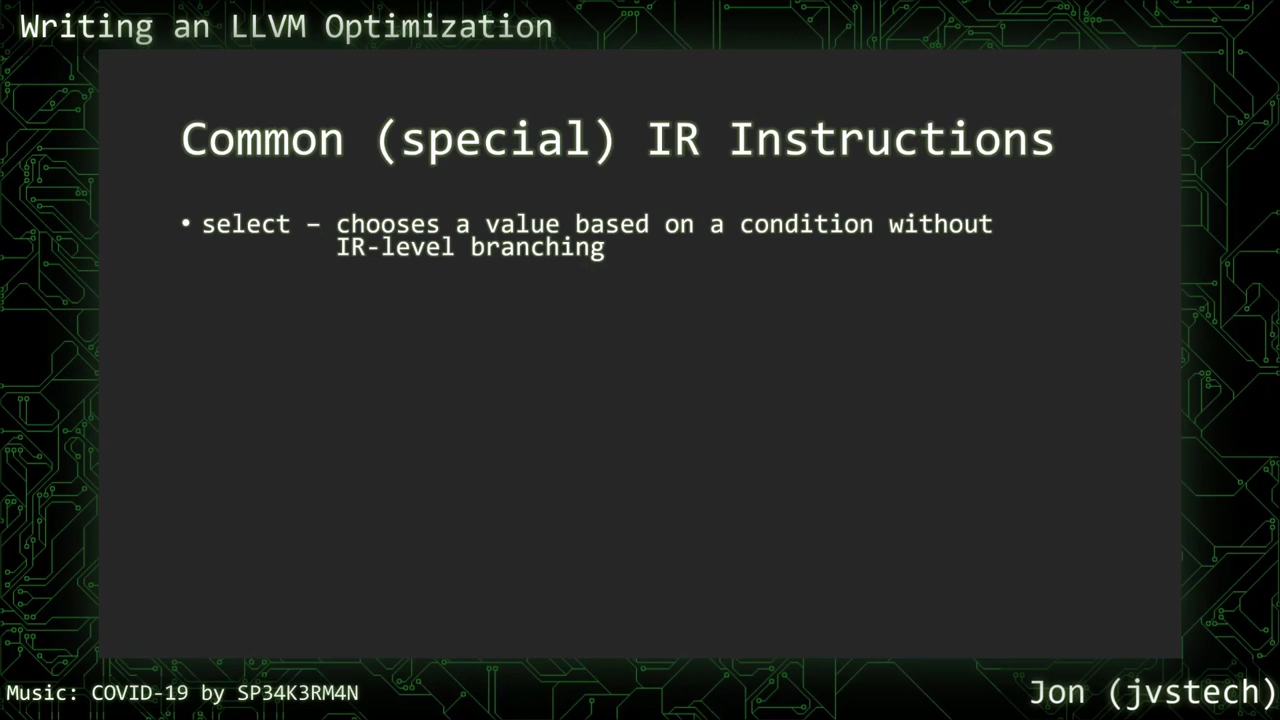 Writing an LLVM Optimization
Common (special) IR Instructions
• select – chooses a value based on a condition without
IR-level branching
Music: COVID-19 by SP34K3RM4N
Jon (jvstech)